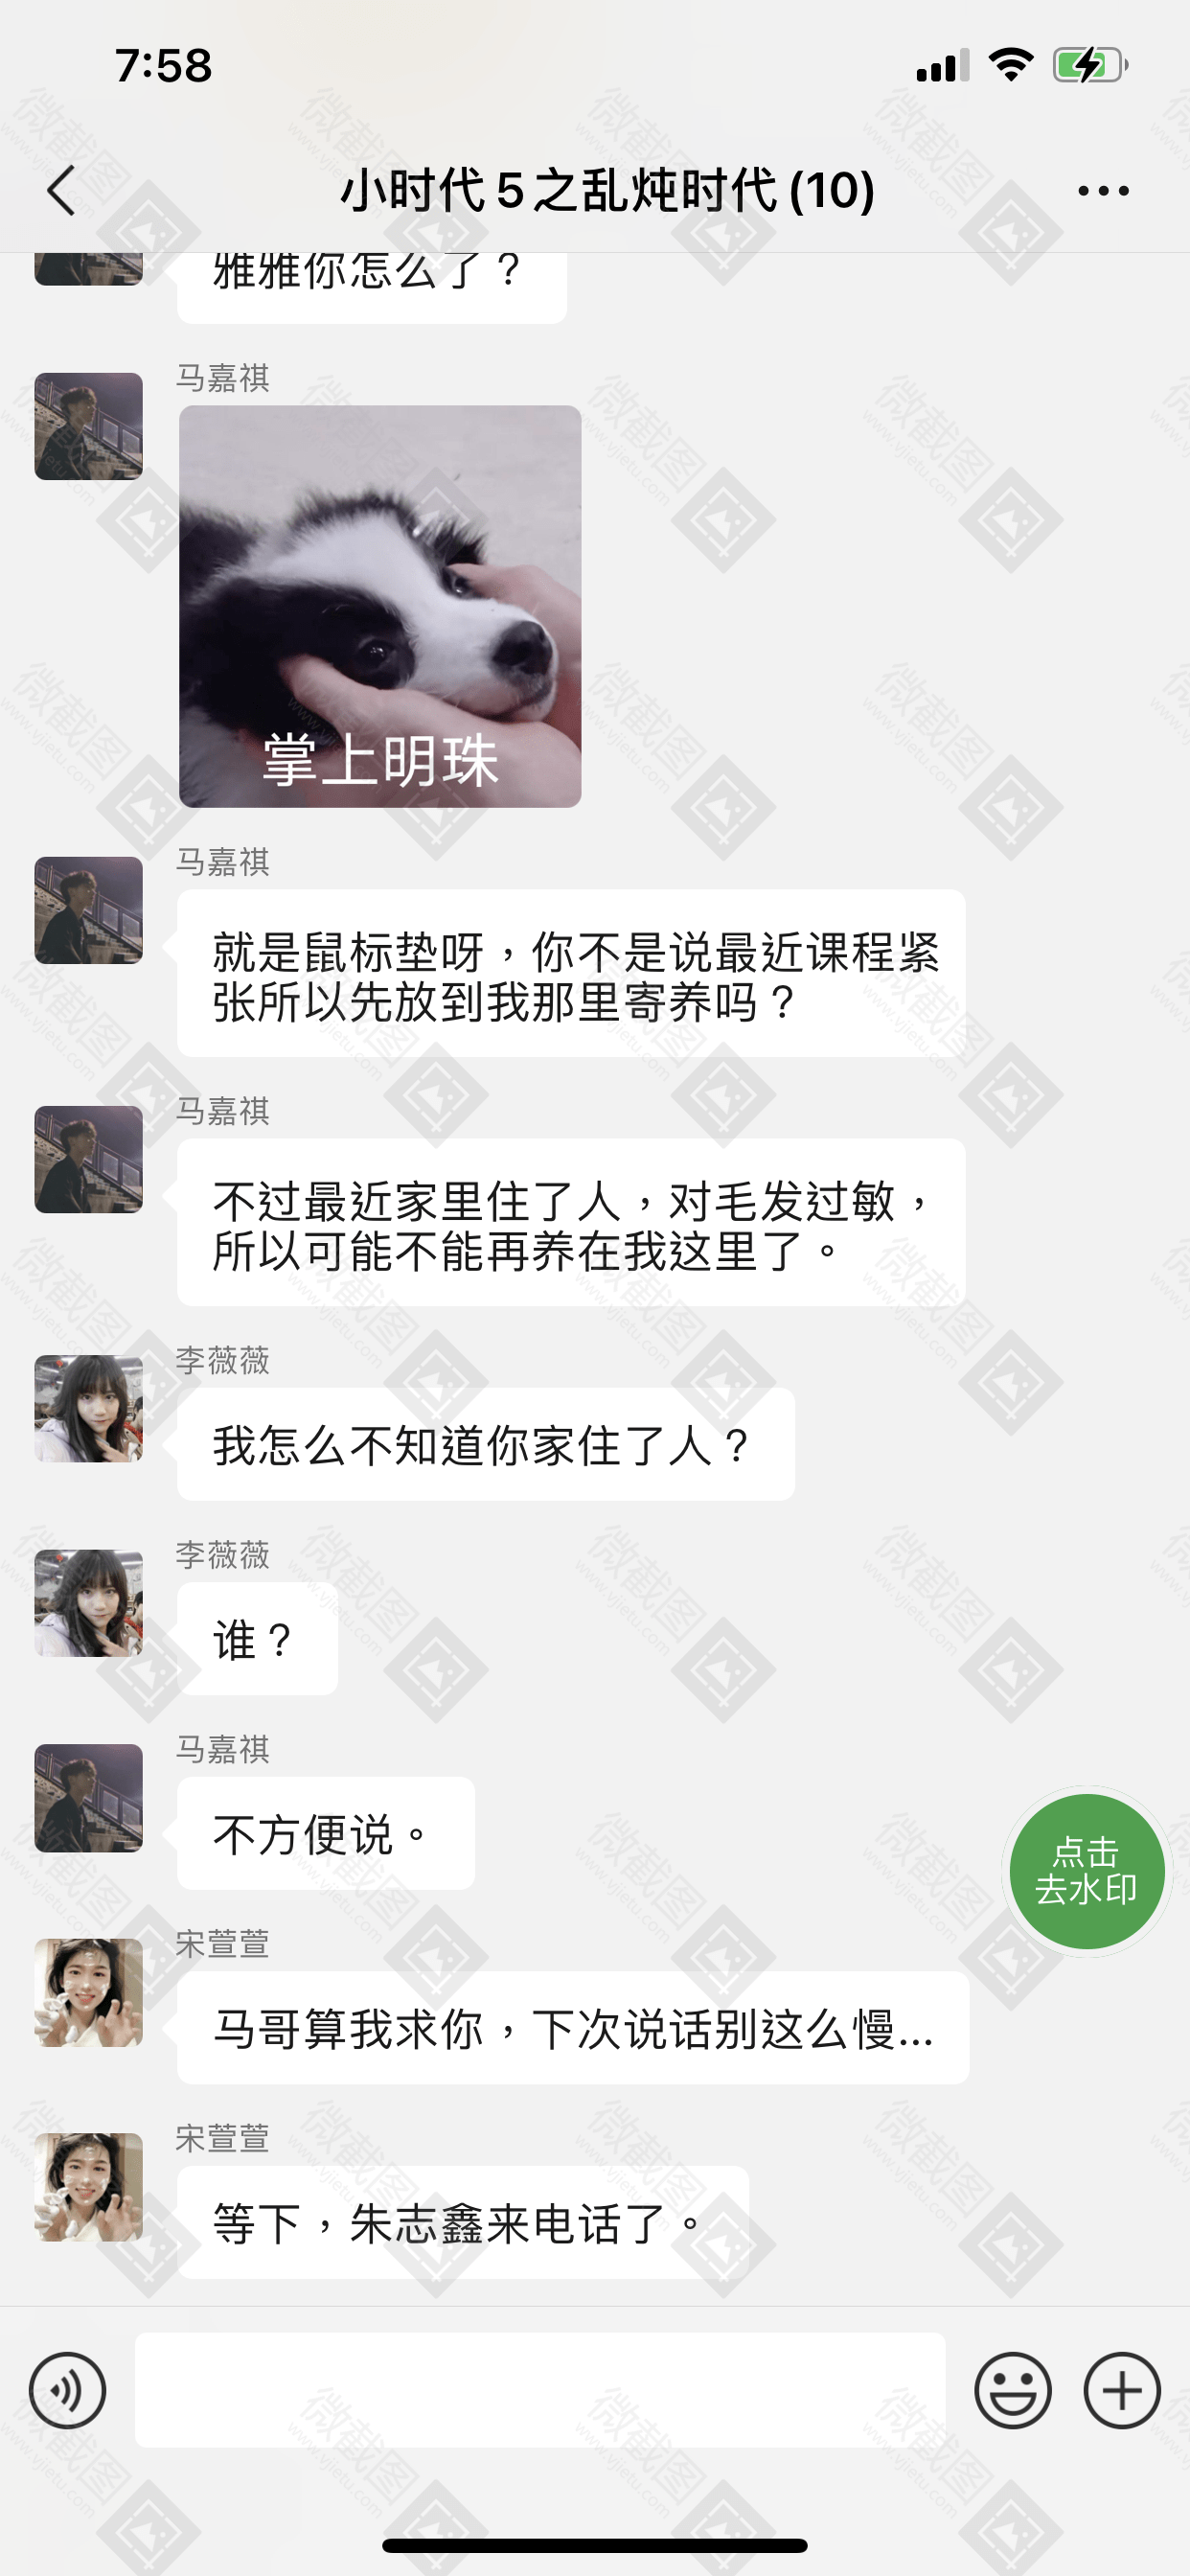 7:58
小时代 5 之乱炖时代 (10)
雅雅你怎么了？
马嘉祺
掌上明珠
马嘉祺
就是鼠标垫呀，你不是说最近课程紧
张所以先放到我那里寄养吗？
马嘉祺
不过最近家里住了人，对毛发过敏，
所以可能不能再养在我这里了。
李薇薇
我怎么不知道你家住了人？
李薇薇
谁？
马嘉祺
不方便说。
点击
去水印
宋萱萱
马哥算我求你，下次说话别这么慢...
宋萱萱
等下，朱志鑫来电话了。
微截图
www.vjietu.com